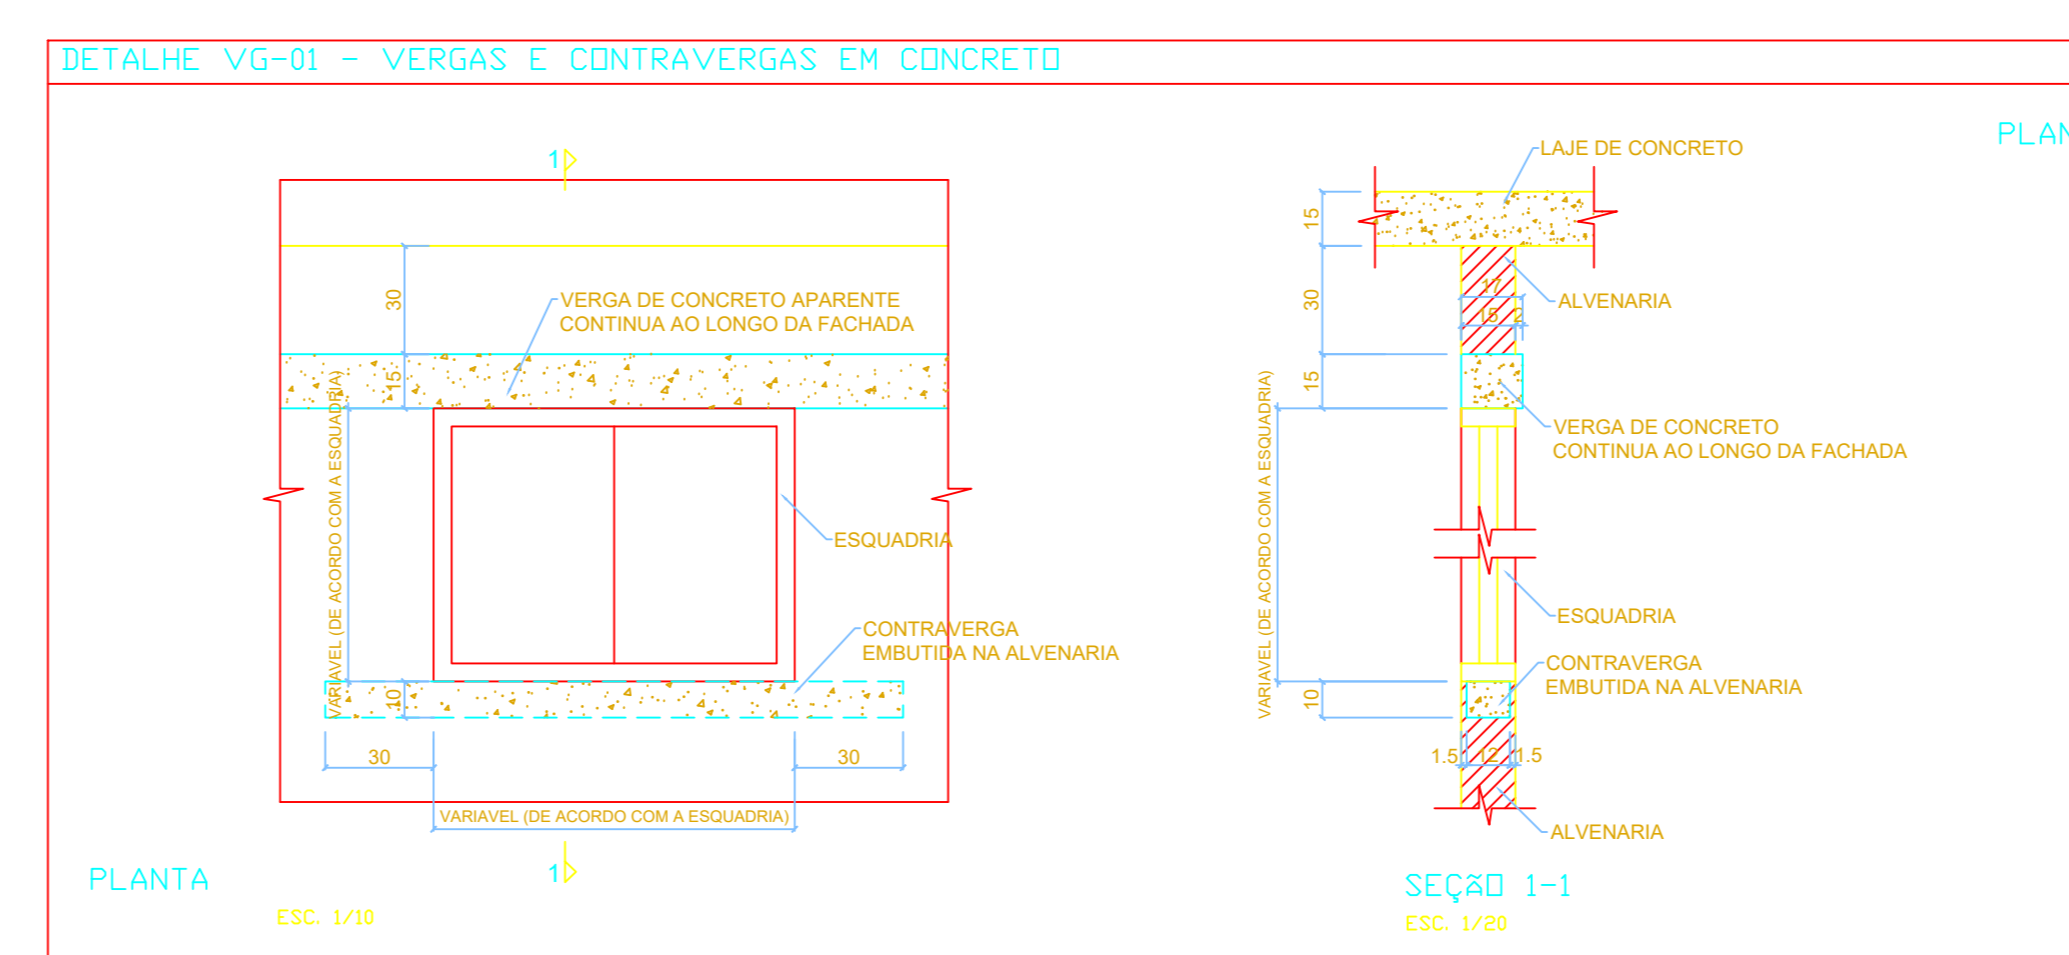 DETALHE VG-01 - VERGAS E CONTRAVERGAS EM CONCRETO
1
30
VERGA DE CONCRETO APARENTE
CONTINUA AO LONGO DA FACHADA
15
VARIAVEL (DE ACORDO COM A ESQUADRIA)
ESQUADRIA
CONTRAVERGA
EMBUTIDA NA ALVENARIA
10
30
30
VARIAVEL (DE ACORDO COM A ESQUADRIA)
1
PLANTA
ESC. 1/10
LAJE DE CONCRETO
15
30
17
15 2
ALVENARIA
15
VERGA DE CONCRETO
CONTINUA AO LONGO DA FACHADA
VARIAVEL (DE ACORDO COM A ESQUADRIA)
ESQUADRIA
CONTRAVERGA
EMBUTIDA NA ALVENARIA
10
1.5 12 1.5
ALVENARIA
SEÇÃO 1-1
ESC. 1/20
PLAN